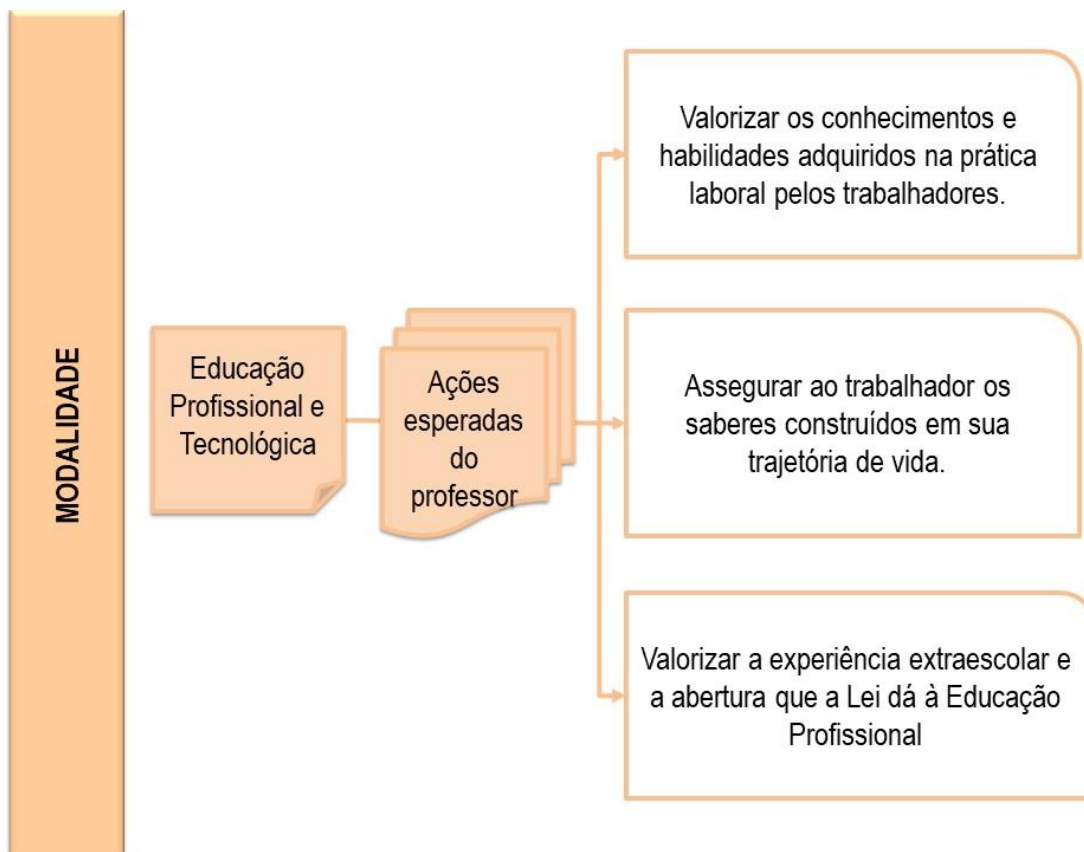 MODALIDADE
Educação
Profissional e
Tecnológica
Ações
esperadas
do
professor
Valorizar os conhecimentos e
habilidades adquiridos na prática
laboral pelos trabalhadores.
Assegurar ao trabalhador os
saberes construídos em sua
trajetória de vida.
Valorizar a experiência extraescolar e
a abertura que a Lei dá à Educação
Profissional